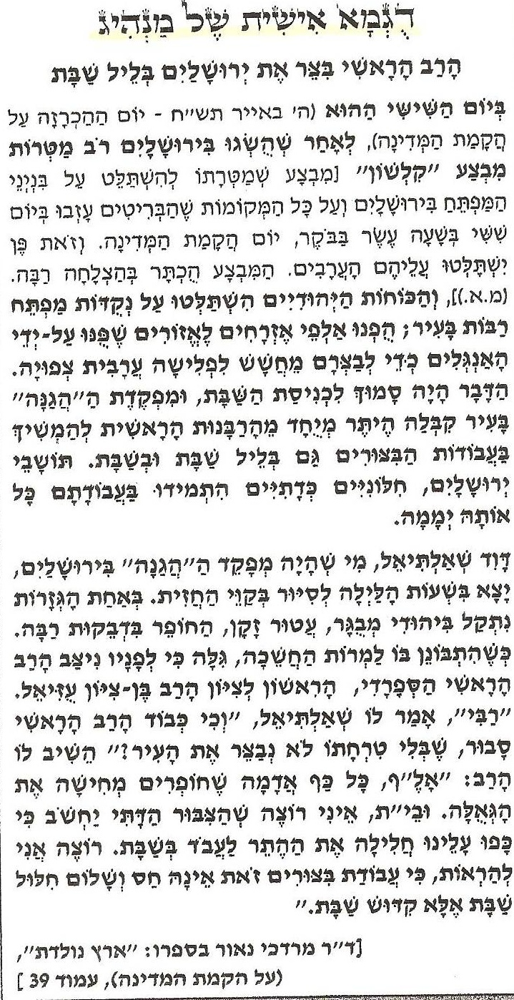 דֻּגְמָא אִישִׁית שֶׁל מַנְהִיג
הָרַב הָרָאשִׁי בִּצֵּר אֶת יְרוּשָׁלַיִם בְּלֵיל שַׁבָּת
בְּיוֹם הַשִּׁישִׁי הַהוּא (ה' באייר תש״ח - יוֹם הַהַכְרָזָה עַל
הֲקָמַת הַמְּדִינָה), לְאַחַר שְׁהֻשְּׂגוּ בִּירוּשָׁלַיִם רֹב מַטְּרוֹת
מִבְצַע ״קִלְשׁוֹן״ [מִבְצָע שֶׁמַּטְּרָתוֹ לְהִשְׁתַּלֵּט עַל בִּנְיְנֵי
הַמַּפְתֵּחַ בִּירוּשָׁלַיִם וְעַל כָּל הַמְּקוֹמוֹת שֶׁהַבְּרִיטִים עָזְבוּ בְּיוֹם
שִׁשִּׁי בְּשָׁעָה עֶשֶׂר בַּבֹּקֶר, יוֹם הֲקָמַת הַמְּדִינָה. וְזֹאת פֶּן
יִשְׁתַּלְּטוּ עֲלֵיהֶם הָעֲרָבִים. הַמִּבְצָע הֻכְתַּר בְּהַצְלָחָה רַבָּה.
(מ.א.)], וְהַכּוֹחוֹת הַיְּהוּדִיִּים הִשְׁתַּלְּטוּ עַל נְקֻדּוֹת מַפְתֵּחַ
רַבּוֹת בָּעִיר; הֻפְנוּ אַלְפֵי אֶזְרָחִים לָאֲזוֹרִים שֶׁפֻּנּוּ עַל-יְדֵי
הָאַנְגְּלִים כְּדֵי לְבַצְּרָם מֵחֲשָׁשׁ לִפְלִישָׁה עֲרָבִית צְפוּיָה.
הַדָּבָר הָיָה סָמוּךְ לִכְנִיסַת הַשַּׁבָּת, וּמִפְקֶדֶת הַ״הֲגַנָּה״
בָּעִיר קִבְּלָה הֶיתֵּר מְיֻחָד מֵהָרַבָּנוּת הָרָאשִׁית לְהַמְשִׁיךְ
בַּעֲבוֹדוֹת הַבִּצּוּרִים גַּם בְּלֵיל שַׁבָּת וּבְשַׁבָּת. תּוֹשָׁבֵי
יְרוּשָׁלַיִם, חִלּוֹנִיִּים כְּדָתִיִּים הִתְמִידוּ בַּעֲבוֹדָתָם כָּל
אוֹתָהּ יְמָמָה.
דָּוִד שְׁאַלְתִּיאֵל, מִי שֶׁהָיָה מְפַקֵּד הַ״הֲגַנָּה״ בִּירוּשָׁלַיִם,
יָצָא בִּשְׁעוֹת הַלַּיְלָה לְסִיּוּר בְּקַוֵּי הַחֲזִית. בְּאַחַת הַגְּזָרוֹת
נִתְקַל בִּיהוּדִי מְבֻגָּר, עֲטוּר זָקָן, הַחוֹפֵר בִּדְבֵקוּת רַבָּה.
כְּשֶׁהִתְבּוֹנֵן בּוֹ לַמְרוֹת הַחֲשֵׁכָה, גִּלָּה כִּי לְפָנָיו נִיצַּב הָרַב
הָרָאשִׁי הַסְּפָרָדִי, הָרִאשׁוֹן לְצִיּוֹן הָרַב בֶּן-צִיּוֹן עֻזִּיאֵל.
״רַבִּי״, אָמַר לוֹ שְׁאַלְתִּיאֵל, ״וְכִי כְּבוֹד הָרַב הָרָאשִׁי
סָבוּר, שֶׁבְּלִי טִרְחָתוֹ לֹא נְבַצֵּר אֶת הָעִיר?״ הֵשִׁיב לוֹ
הָרַב: ״אָלֶ״ף, כָּל כַּף אֲדָמָה שֶׁחוֹפְרִים מְחִישָׁה אֶת
הַגְּאֻלָּה. וּבֵי״ת, אֵינִי רוֹצֶה שֶׁהַצִּבּוּר הַדָּתִי יַחְשֹׁב כִּי
כָּפוּ עָלֵינוּ חֲלִילָה אֶת הַהֶתֵּר לַעֲבֹד בְּשַׁבָּת. רוֹצֶה אֲנִי
לְהַרְאוֹת, כִּי עֲבוֹדַת בִּצּוּרִים זֹאת אֵינָהּ חַס וְשָׁלוֹם חִלּוּל
שַׁבָּת אֶלָּא קִדּוּשׁ שַׁבָּת.״
[ד״ר מרדכי נאור בספרו: ״ארץ נולדת״,
(על הקמת המדינה), עמוד 39 ]